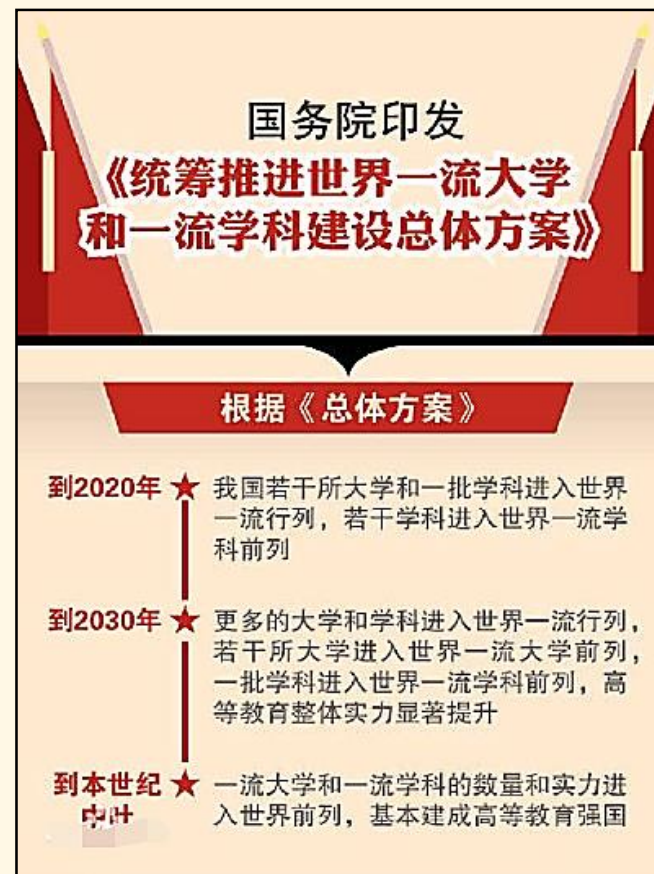 国务院印发
《统筹推进世界一流大学
和一流学科建设总体方案》
根据《总体方案》
到2020年
我国若干所大学和一批学科进入世界
一流行列，若干学科进入世界一流学
科前列
到2030年
更多的大学和学科进入世界一流行列，
若干所大学进入世界一流大学前列，
一批学科进入世界一流学科前列，高
等教育整体实力显著提升
到本世纪
中叶
一流大学和一流学科的数量和实力进
入世界前列，基本建成高等教育强国